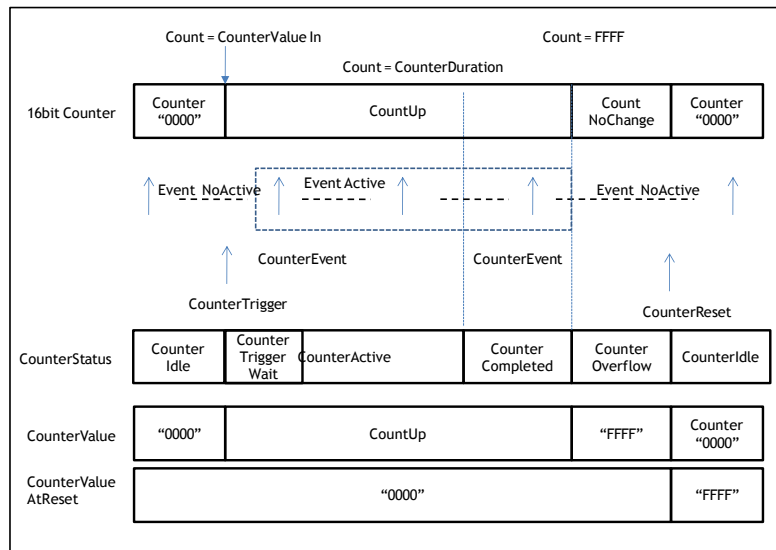 Count = CounterValue In
Count = FFFF
Count = CounterDuration
16bit Counter
Counter
“0000”
CountUp
Count
NoChange
Counter
“0000”
Event NoActive
Event Active
Event NoActive
CounterEvent
CounterEvent
CounterTrigger
CounterReset
CounterStatus
Counter
Idle
Counter
Trigger
Wait
CounterActive
Counter
Completed
Counter
Overflow
CounterIdle
CounterValue
“0000”
CountUp
“FFFF”
Counter
“0000”
CounterValue
AtReset
“0000”
“FFFF”